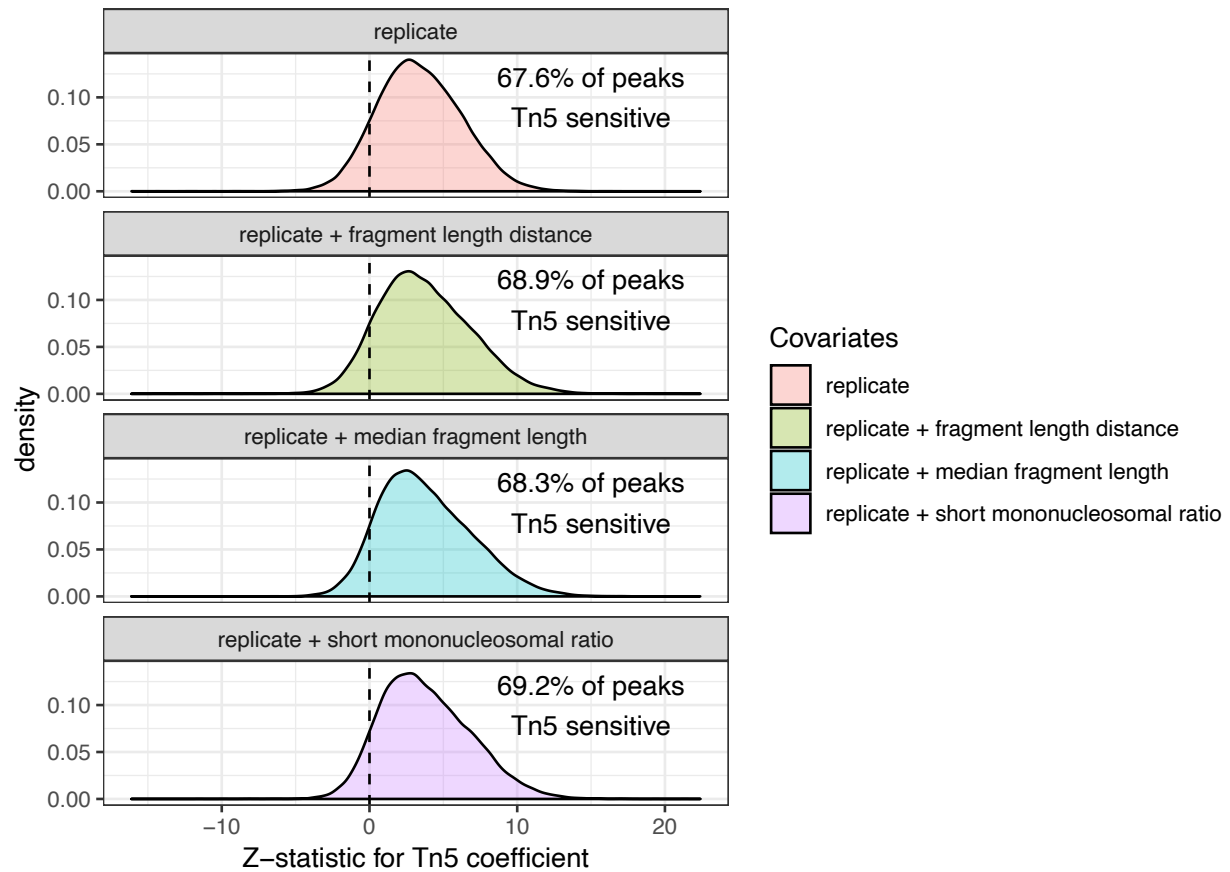 replicate
67.6% of peaks
Tn5 sensitive
0.10
0.05
0.00
replicate + fragment length distance
68.9% of peaks
Tn5 sensitive
0.10
0.05
0.00
replicate + median fragment length
68.3% of peaks
Tn5 sensitive
0.10
0.05
0.00
replicate + short mononucleosomal ratio
69.2% of peaks
Tn5 sensitive
0.10
0.05
0.00
density
−10 0 10 20
Z−statistic for Tn5 coefficient
Covariates
replicate
replicate + fragment length distance
replicate + median fragment length
replicate + short mononucleosomal ratio